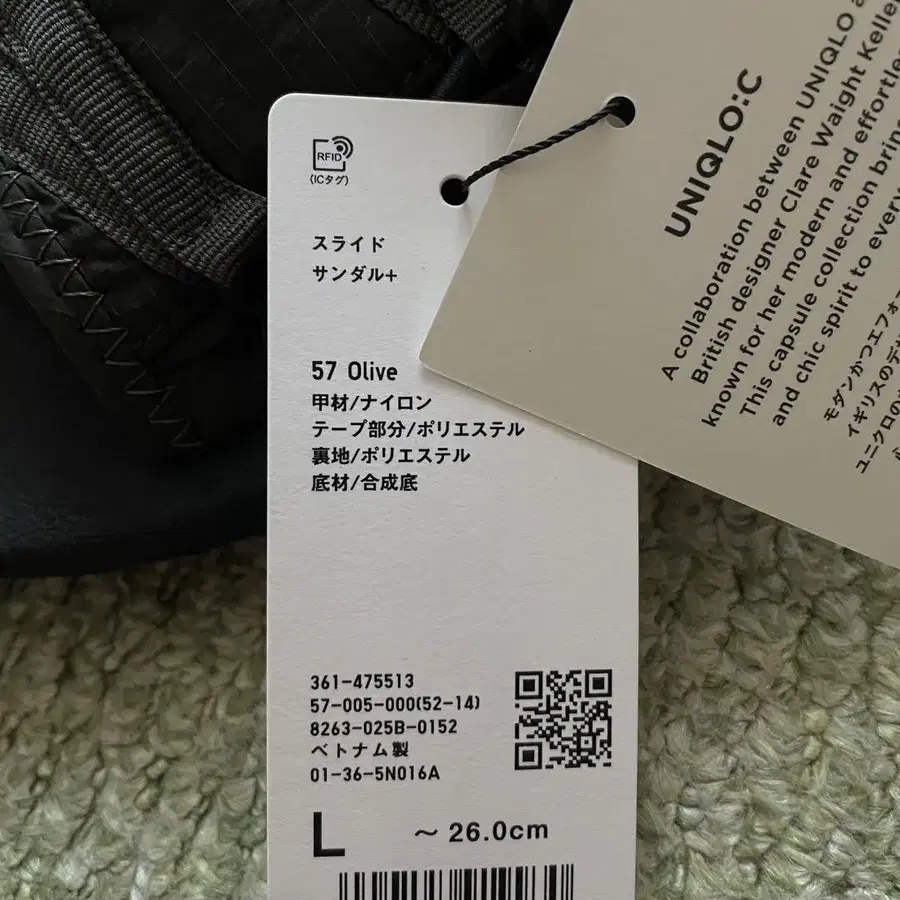 RFID
(ICタグ)
スライド
サンダル+
57 Olive
甲材/ナイロン
テープ部分/ポリエステル
裏地/ポリエステル
底材/合成底
361-475513
57-005-000(52-14)
8263-025B-0152
ベトナム製
01-36-5N016A
L ～26.0cm
UNIQLO:C
A collaboration between UNIQLO
British designer Clare Waight Kelle
known for her modern and effortles
This capsule collection brin
and chic spirit to every
モダンかつエフォ
イギリスのデザ
ユニクロの